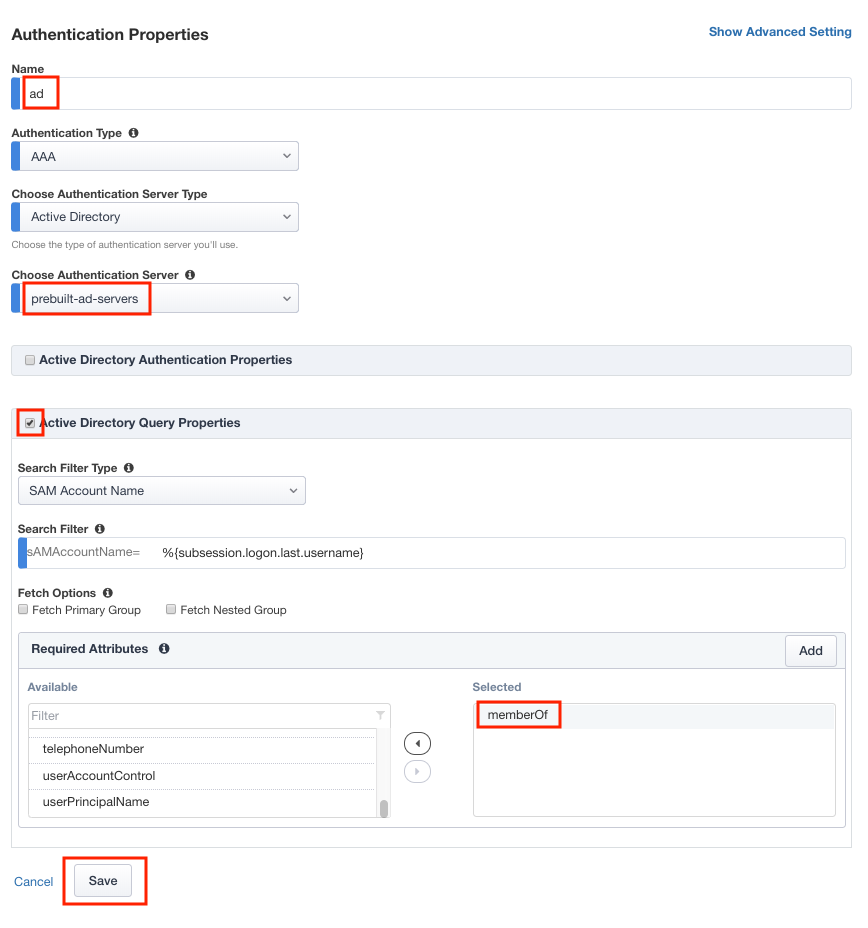 Authentication Properties
Show Advanced Setting
Name
ad
Authentication Type
AAA
Choose Authentication Server Type
Active Directory
Choose the type of authentication server you'll use.
Choose Authentication Server
prebuilt-ad-servers
Active Directory Authentication Properties
Active Directory Query Properties
Search Filter Type
SAM Account Name
Search Filter
sAMAccountName= %{subsession.logon.last.username}
Fetch Options
Fetch Primary Group Fetch Nested Group
Required Attributes
Add
Available
Selected
Filter
memberOf
telephoneNumber
userAccountControl
userPrincipalName
Cancel
Save